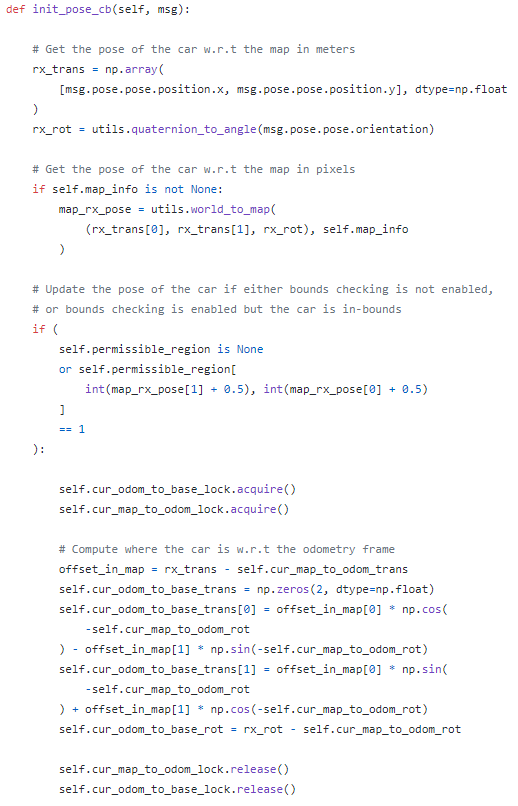 def init_pose_cb(self, msg):
# Get the pose of the car w.r.t the map in meters
rx_trans = np.array(
[msg.pose.pose.position.x, msg.pose.pose.position.y], dtype=np.float
)
rx_rot = utils.quaternion_to_angle(msg.pose.pose.orientation)
# Get the pose of the car w.r.t the map in pixels
if self.map_info is not None:
map_rx_pose = utils.world_to_map(
(rx_trans[0], rx_trans[1], rx_rot), self.map_info
)
# Update the pose of the car if either bounds checking is not enabled,
# or bounds checking is enabled but the car is in-bounds
if (
self.permissible_region is None
or self.permissible_region[
int(map_rx_pose[1] + 0.5), int(map_rx_pose[0] + 0.5)
]
== 1
):
self.cur_odom_to_base_lock.acquire()
self.cur_map_to_odom_lock.acquire()
# Compute where the car is w.r.t the odometry frame
offset_in_map = rx_trans - self.cur_map_to_odom_trans
self.cur_odom_to_base_trans = np.zeros(2, dtype=np.float)
self.cur_odom_to_base_trans[0] = offset_in_map[0] * np.cos(
-self.cur_map_to_odom_rot
) - offset_in_map[1] * np.sin(-self.cur_map_to_odom_rot)
self.cur_odom_to_base_trans[1] = offset_in_map[0] * np.sin(
-self.cur_map_to_odom_rot
) + offset_in_map[1] * np.cos(-self.cur_map_to_odom_rot)
self.cur_odom_to_base_rot = rx_rot - self.cur_map_to_odom_rot
self.cur_map_to_odom_lock.release()
self.cur_odom_to_base_lock.release()